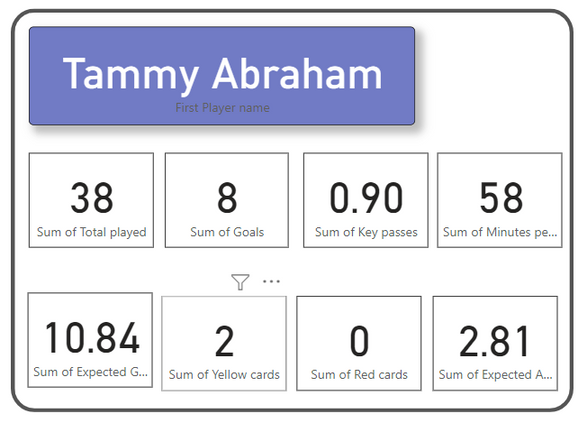 Tammy Abraham
First Player name
38
Sum of Total played
8
Sum of Goals
0.90
Sum of Key passes
58
Sum of Minutes pe...
10.84
Sum of Expected G...
2
Sum of Yellow cards
0
Sum of Red cards
2.81
Sum of Expected A...